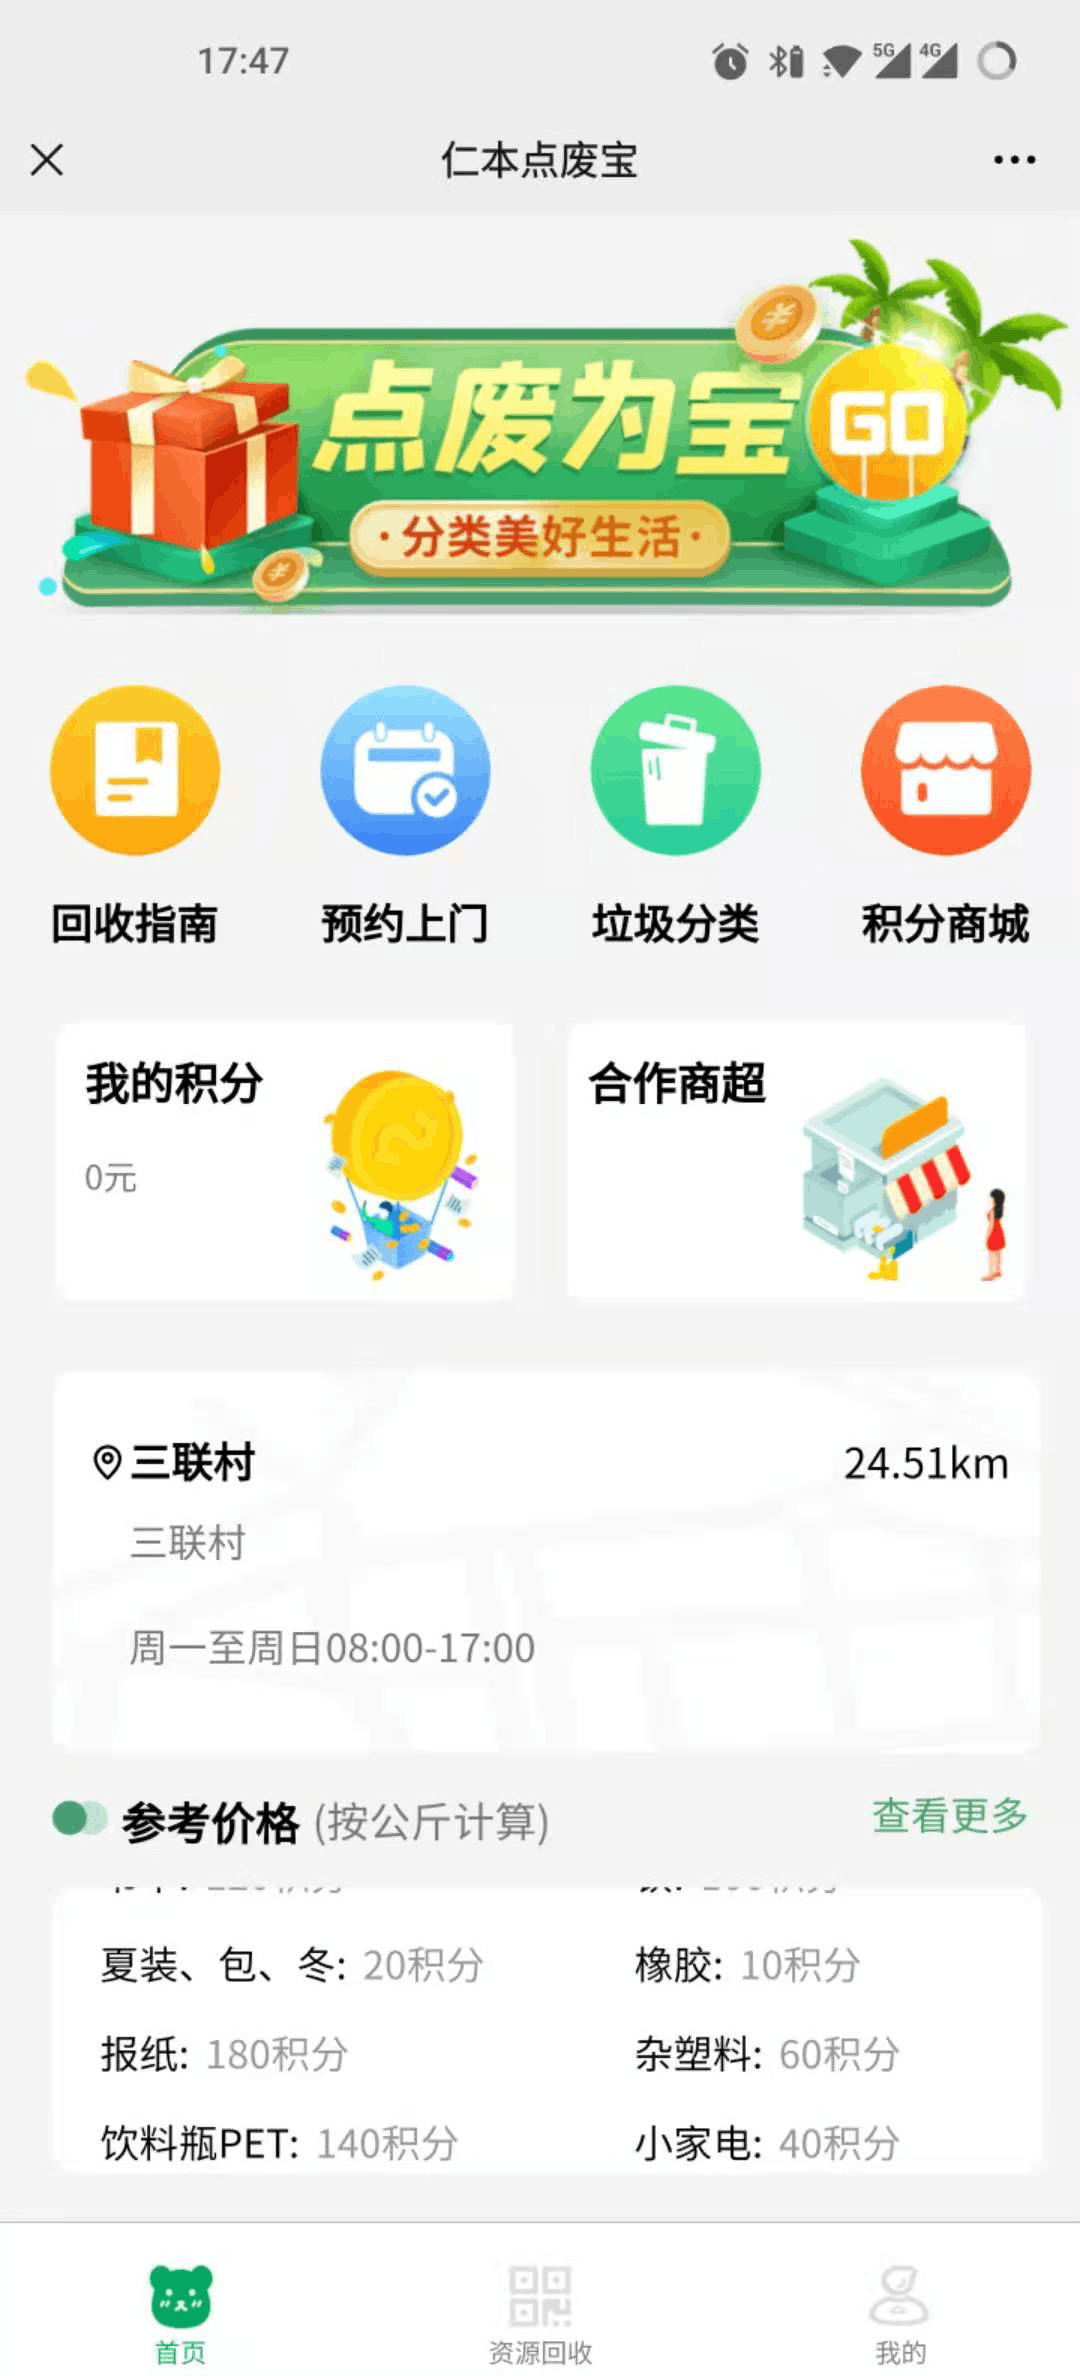 17:47
5G 4G
仁本点废宝
点废为宝
GO
·分类美好生活·
回收指南 预约上门 垃圾分类 积分商城
我的积分 合作商超
0元
三联村 24.51km
三联村
周一至周日08:00-17:00
参考价格 (按公斤计算) 查看更多
夏装、包、冬: 20积分 橡胶: 10积分
报纸: 180积分 杂塑料: 60积分
饮料瓶PET: 140积分 小家电: 40积分
首页 资源回收 我的